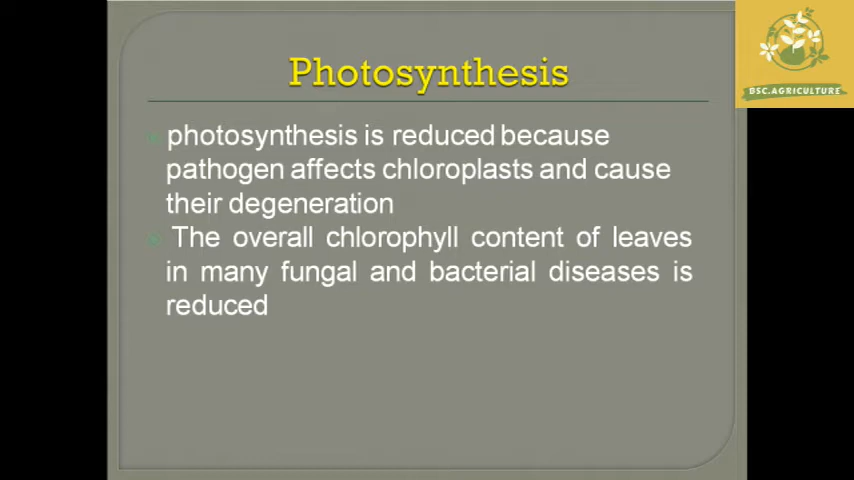 Photosynthesis
BSC.AGRICULTURE
photosynthesis is reduced because
pathogen affects chloroplasts and cause
their degeneration
The overall chlorophyll content of leaves
in many fungal and bacterial diseases is
reduced